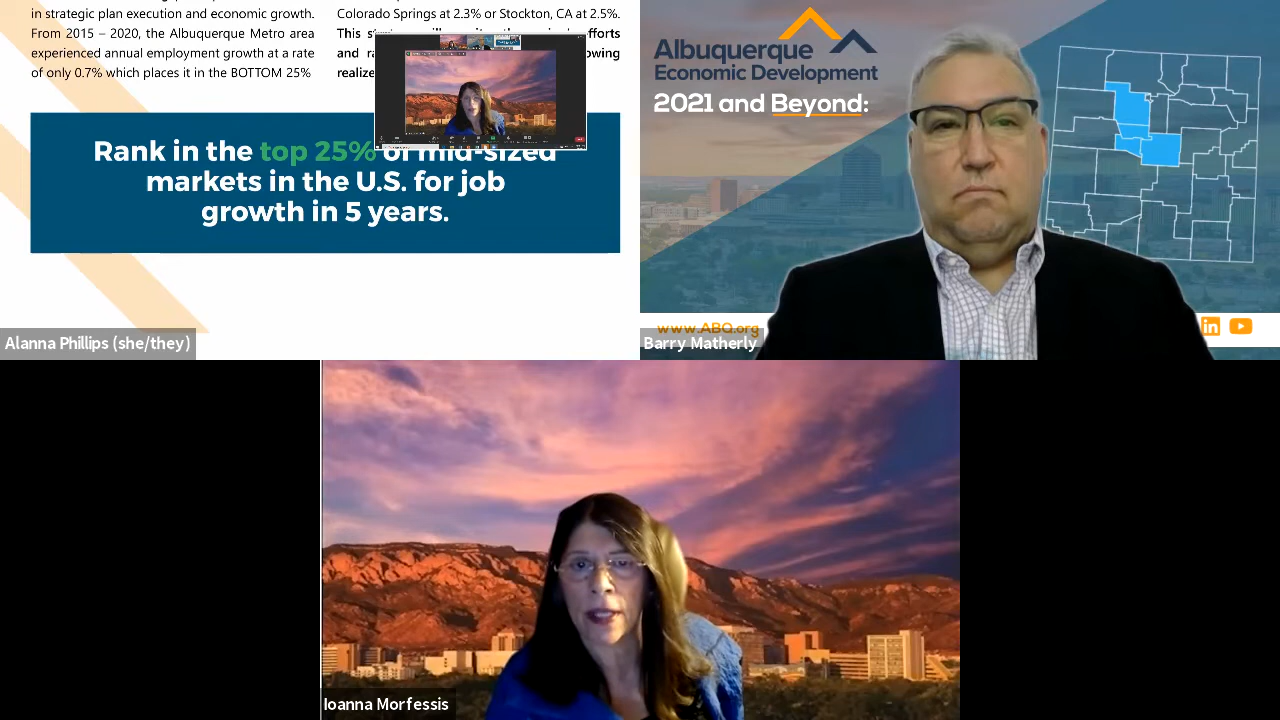 in strategic plan execution and economic growth.
From 2015 – 2020, the Albuquerque Metro area
experienced annual employment growth at a rate
of only 0.7% which places it in the BOTTOM 25%
Colorado Springs at 2.3% or Stockton, CA at 2.5%.
This efforts
and
realize
Rank in the top 25% of mid-sized
markets in the U.S. for job
growth in 5 years.
Alanna Phillips (she/they)
Albuquerque
Economic Development
2021 and Beyond:
www.ABQ.org
in
Barry Matherly
Ioanna Morfessis